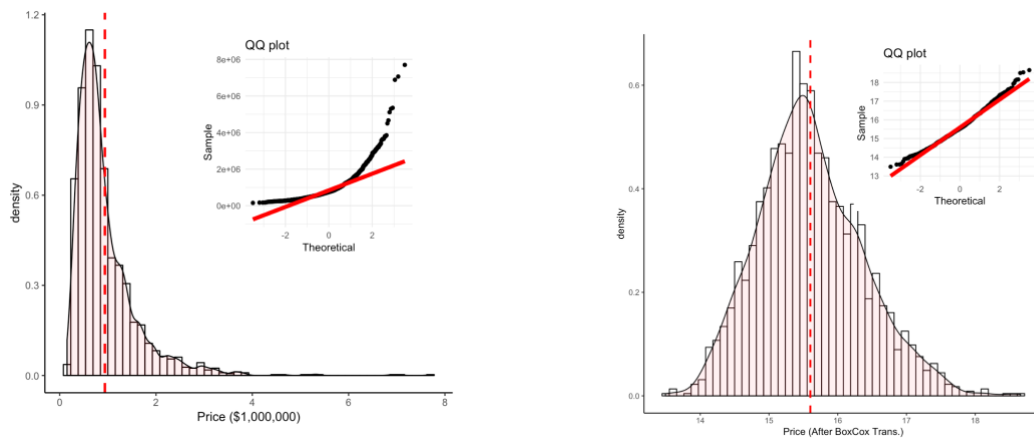 1.2
QQ plot
8e+06
6e+06
4e+06
2e+06
0e+00
Sample
-2 0 2
Theoretical
0.9
0.6
0.3
0.0
density
0 2 4 6 8
Price ($1,000,000)
QQ plot
18
17
16
15
14
13
Sample
-2 0 2
Theoretical
0.6
0.4
0.2
0.0
density
14 15 16 17 18
Price (After BoxCox Trans.)